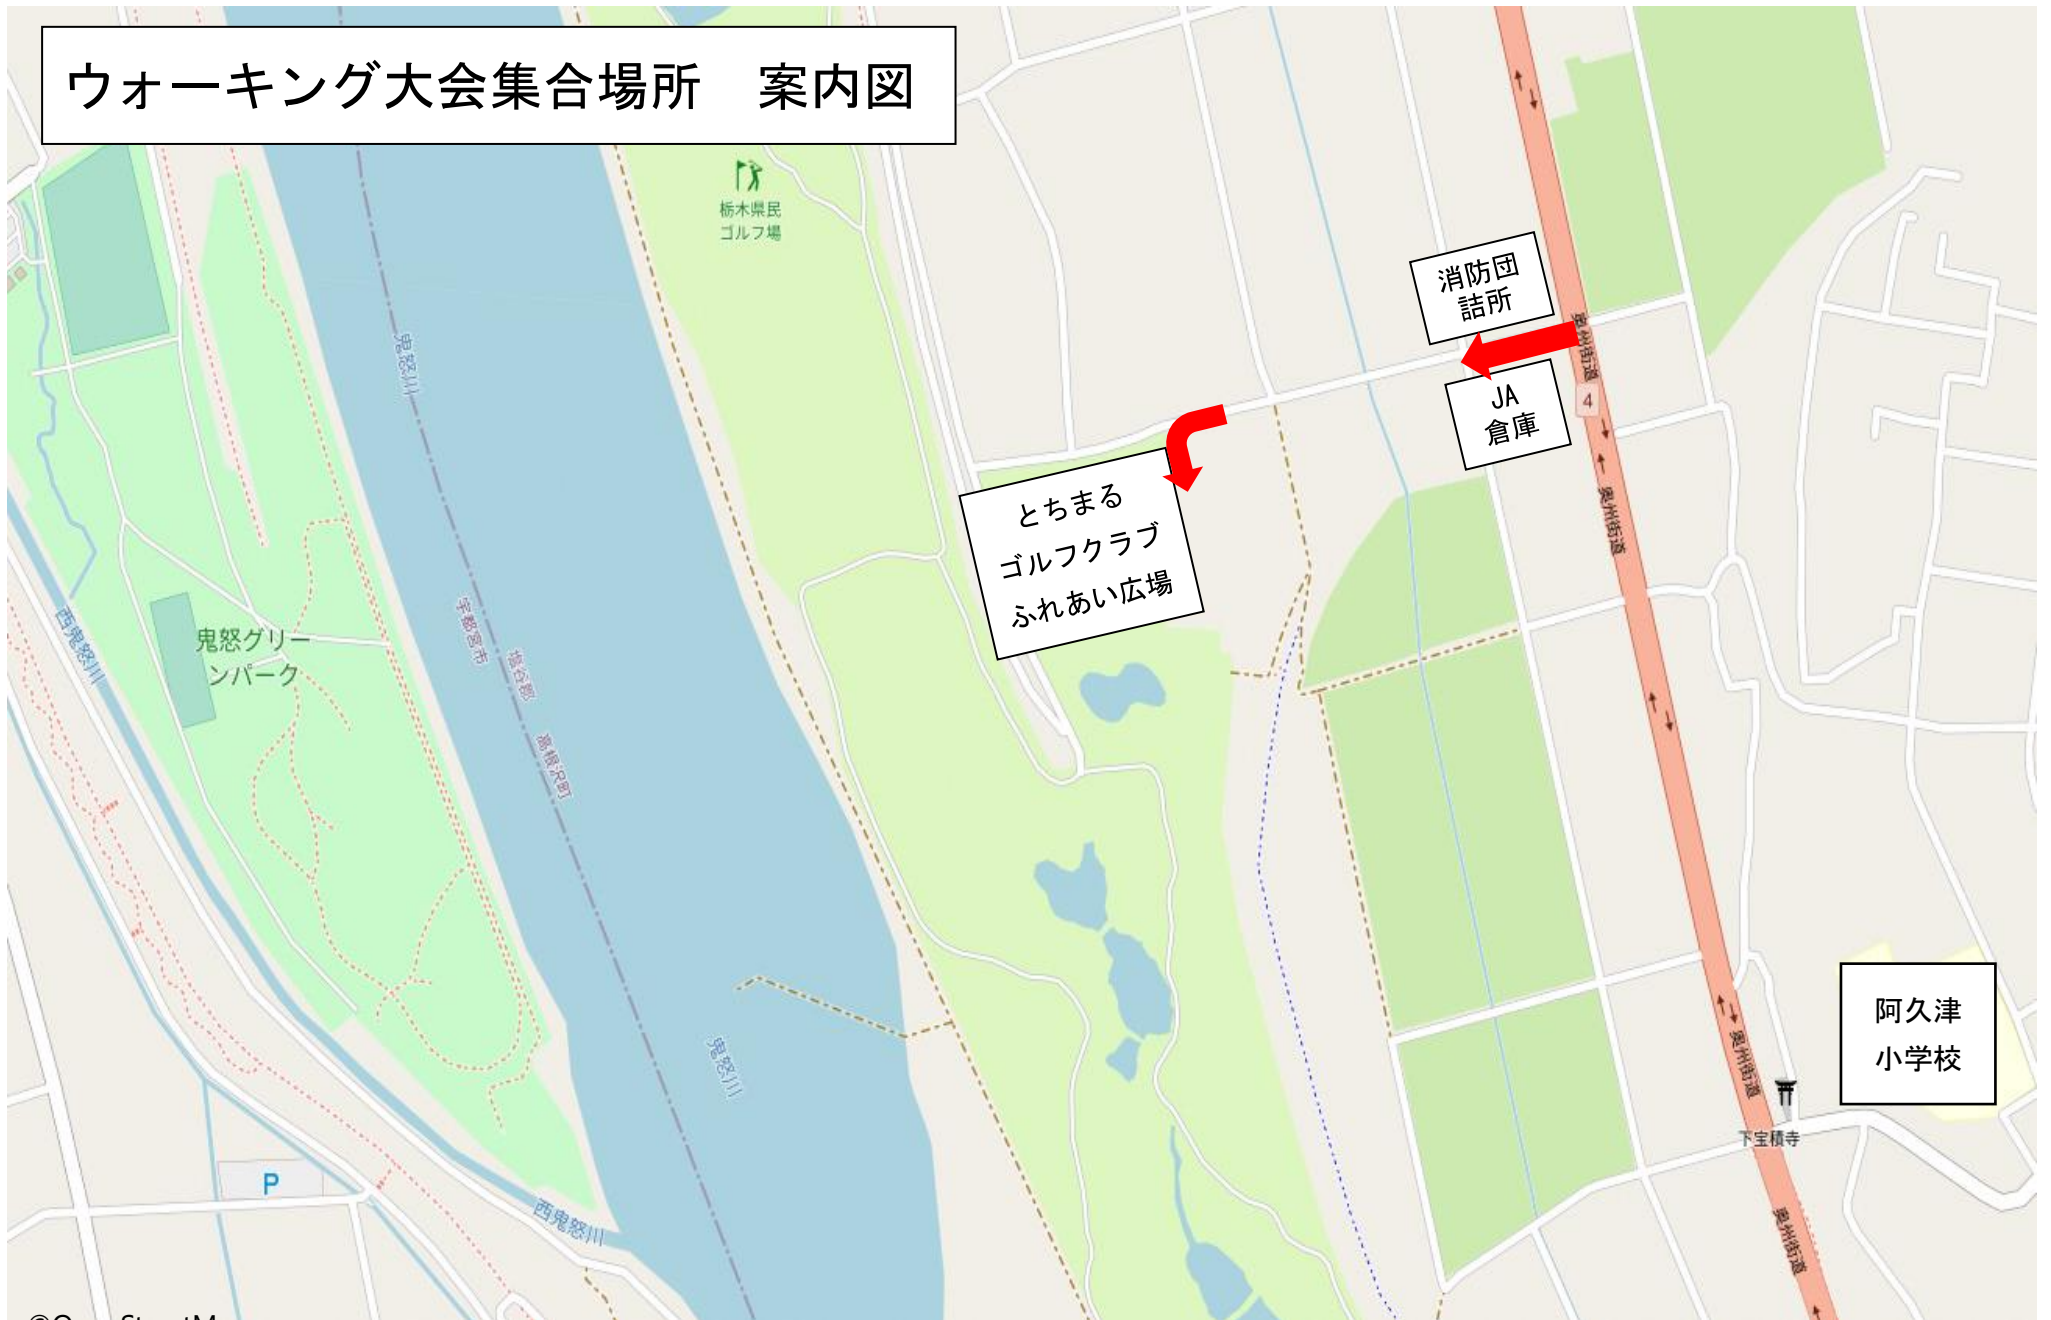 ウォーキング大会集合場所　案内図
栃木県民
ゴルフ場
消防団
詰所
奥州街道
4
JA
倉庫
鬼怒川
とちまる
ゴルフクラブ
ふれあい広場
奥州街道
西鬼怒川
鬼怒グリー
ンパーク
宇都宮市
塩谷郡
高根沢町
阿久津
小学校
鬼怒川
奥州街道
下宝積寺
P
西鬼怒川
奥州街道